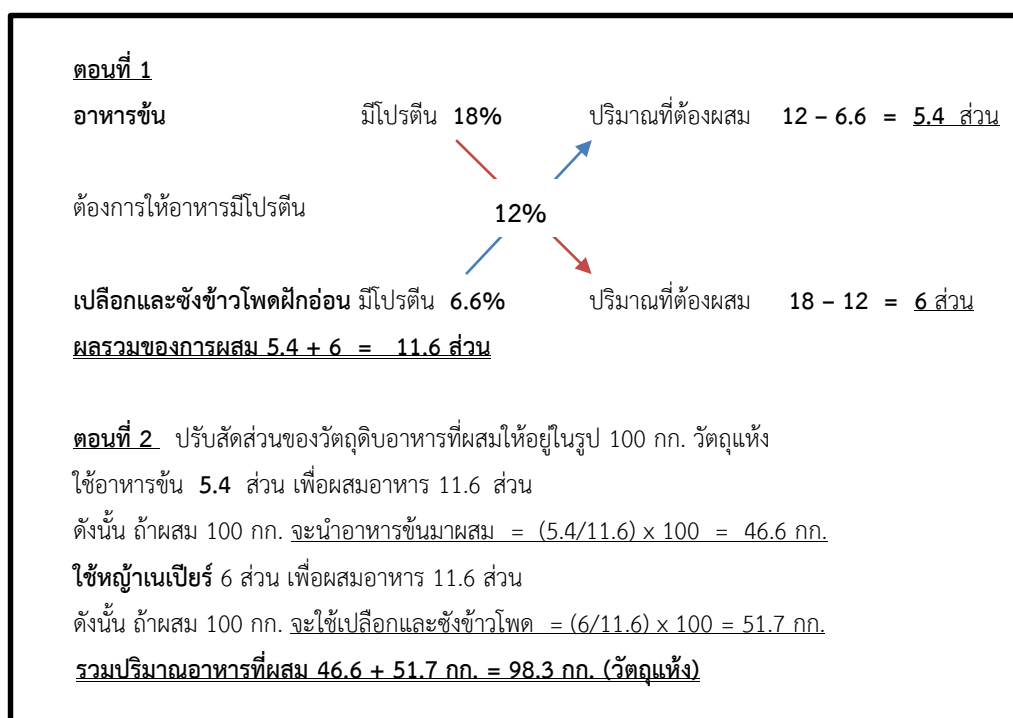 ตอนที่ 1
อาหารข้น มีโปรตีน 18% ปริมาณที่ต้องผสม 12 – 6.6 = 5.4 ส่วน
ต้องการให้อาหารมีโปรตีน 12%
เปลือกและซังข้าวโพดฝักอ่อน มีโปรตีน 6.6% ปริมาณที่ต้องผสม 18 – 12 = 6 ส่วน
ผลรวมของการผสม 5.4 + 6 = 11.6 ส่วน
ตอนที่ 2 ปรับสัดส่วนของวัตถุดิบอาหารที่ผสมให้อยู่ในรูป 100 กก. วัตถุแห้ง
ใช้อาหารข้น 5.4 ส่วน เพื่อผสมอาหาร 11.6 ส่วน
ดังนั้น ถ้าผสม 100 กก. จะนำอาหารข้นมาผสม = (5.4/11.6) x 100 = 46.6 กก.
ใช้หญ้าเนเปียร์ 6 ส่วน เพื่อผสมอาหาร 11.6 ส่วน
ดังนั้น ถ้าผสม 100 กก. จะใช้เปลือกและซังข้าวโพด = (6/11.6) x 100 = 51.7 กก.
รวมปริมาณอาหารที่ผสม 46.6 + 51.7 กก. = 98.3 กก. (วัตถุแห้ง)